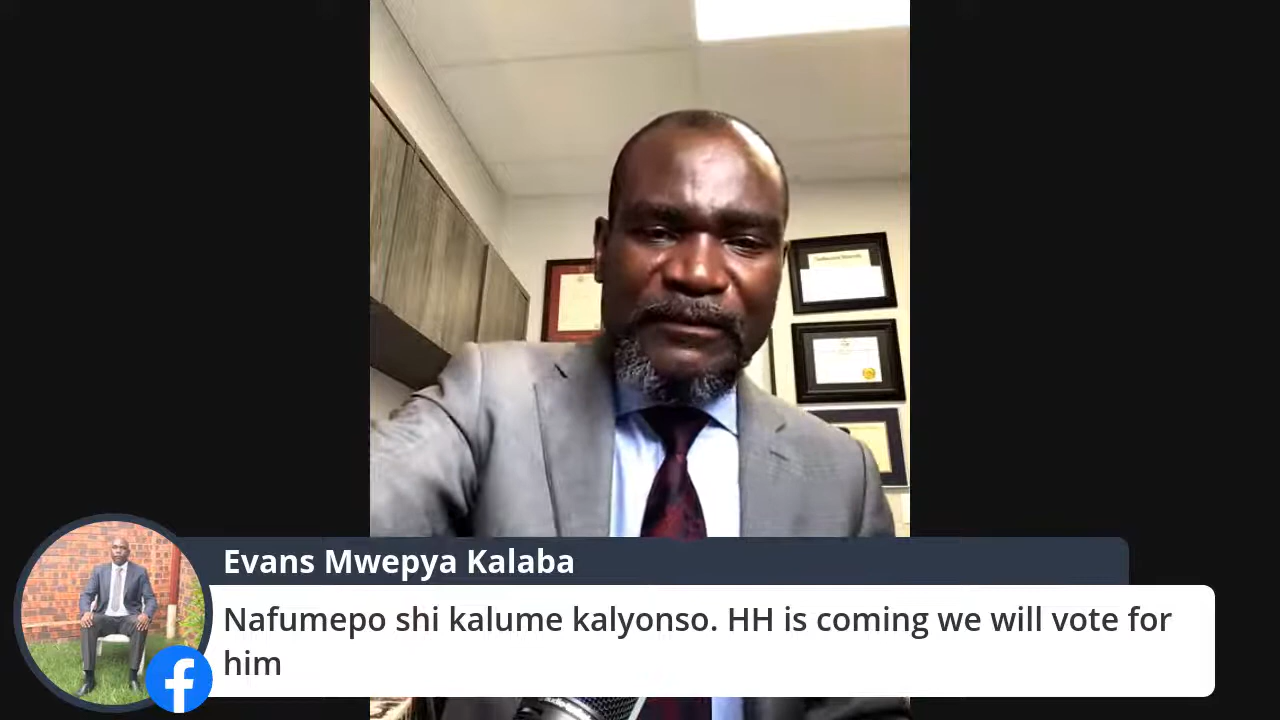 Evans Mwepya Kalaba
Nafumepo shi kalume kalyonso. HH is coming we will vote for
him